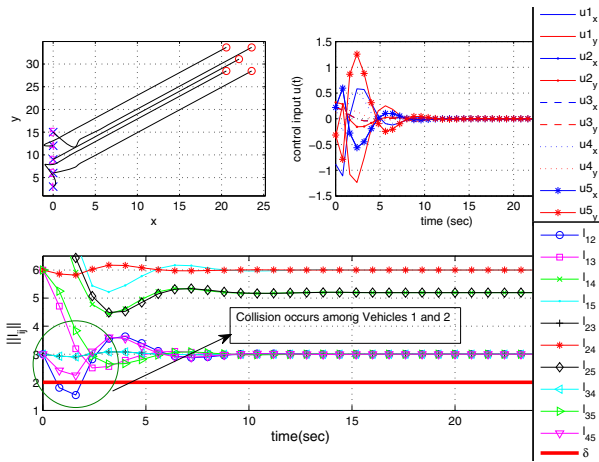 30
25
20
15
10
5
y
0
5
10
15
20
25
x
1.5
1
0.5
0
−0.5
−1
−1.5
control input u(t)
0
5
10
15
20
time (sec)
u1x
u1y
u2x
u2y
u3x
u3y
u4x
u4y
u5x
u5y
6
5
4
3
2
1
||lij||
Collision occurs among Vehicles 1 and 2
0
5
10
15
20
time(sec)
l12
l13
l14
l15
l23
l24
l25
l34
l35
l45
δ